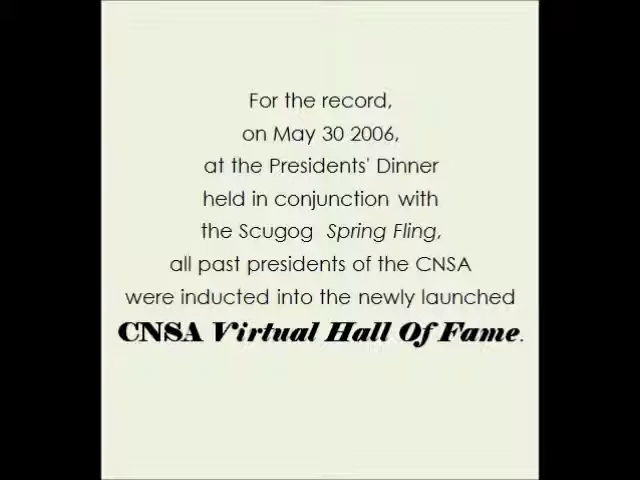 For the record,
on May 30 2006,
at the Presidents' Dinner
held in conjunction with
the Scugog Spring Fling,
all past presidents of the CNSA
were inducted into the newly launched
CNSA Virtual Hall Of Fame.